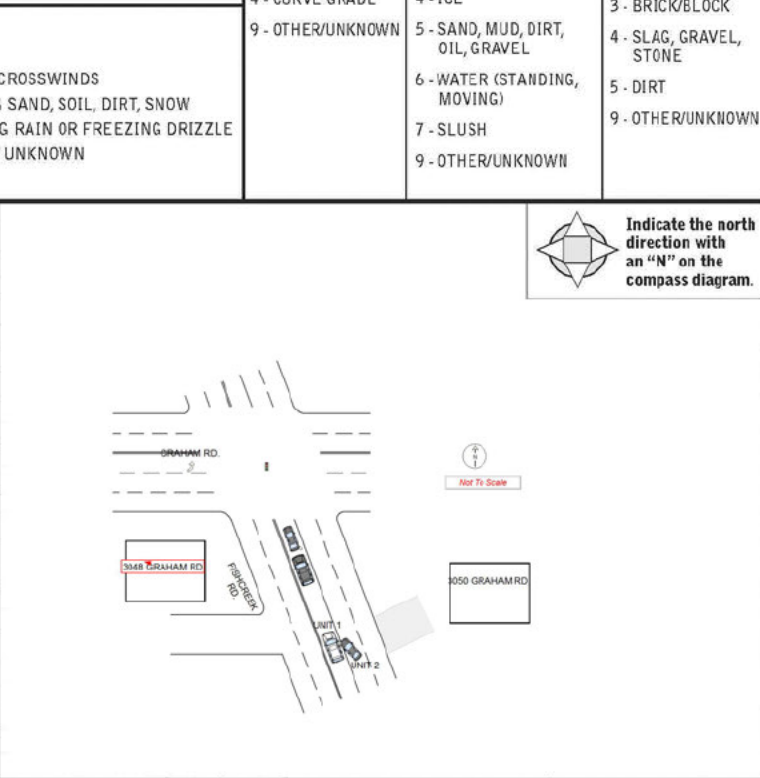 CROSSWINDS
SAND, SOIL, DIRT, SNOW
RAIN OR FREEZING DRIZZLE
UNKNOWN
4 - CURVE GRADE
9 - OTHER/UNKNOWN
4 - ICE
5 - SAND, MUD, DIRT,
OIL, GRAVEL
6 - WATER (STANDING,
MOVING)
7 - SLUSH
9 - OTHER/UNKNOWN
3 - BRICK/BLOCK
4 - SLAG, GRAVEL,
STONE
5 - DIRT
9 - OTHER/UNKNOWN
Indicate the north
direction with
an “N” on the
compass diagram.
GRAHAM RD.
N
Not To Scale
3048 GRAHAM RD
FISHCREEK
RD.
3050 GRAHAM RD
UNIT 1
UNIT 2